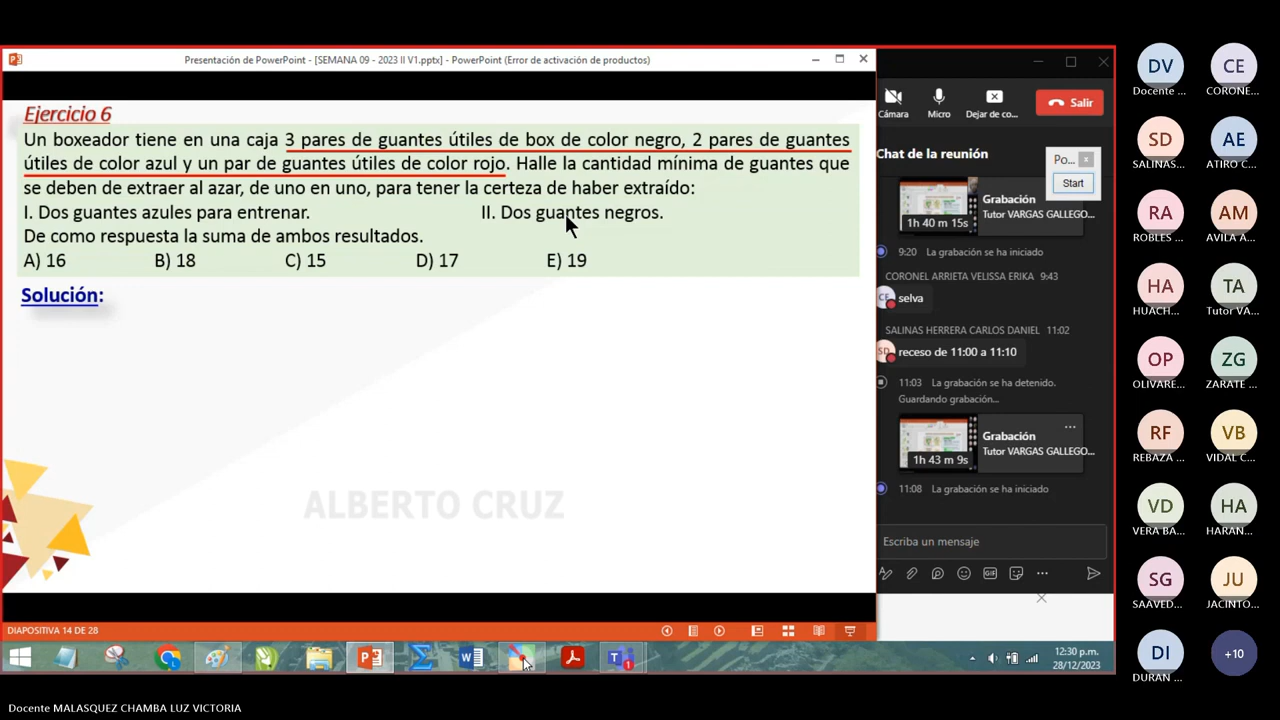 Presentación de PowerPoint - [SEMANA 09 - 2023 II V1.pptx] - PowerPoint (Error de activación de productos)
Ejercicio 6
Un boxeador tiene en una caja 3 pares de guantes útiles de box de color negro, 2 pares de guantes
útiles de color azul y un par de guantes útiles de color rojo. Halle la cantidad mínima de guantes que
se deben de extraer al azar, de uno en uno, para tener la certeza de haber extraído:
I. Dos guantes azules para entrenar. II. Dos guantes negros.
De como respuesta la suma de ambos resultados.
A) 16 B) 18 C) 15 D) 17 E) 19
Solución:
ALBERTO CRUZ
DIAPOSITIVA 14 DE 28
Cámara Micro Dejar de co... Salir
Chat de la reunión
Po...
Start
Grabación
Tutor VARGAS GALLEGO...
1h 40 m 15s
9:20 La grabación se ha iniciado
CORONEL ARRIETA VELISSA ERIKA 9:43
CE
selva
SALINAS HERRERA CARLOS DANIEL 11:02
SD
receso de 11:00 a 11:10
11:03 La grabación se ha detenido.
Guardando grabación...
Grabación
Tutor VARGAS GALLEGO...
1h 43 m 9s
11:08 La grabación se ha iniciado
Escriba un mensaje
GIF
12:30 p.m.
28/12/2023
DV CE
Docente ... CORONE...
SD AE
SALINAS... ATIRO C...
RA AM
ROBLES ... AVILA A...
HA TA
HUACH... Tutor VA...
OP ZG
OLIVARE... ZARATE ...
RF VB
REBAZA ... VIDAL C...
VD HA
VERA BA... HARAN...
SG JU
SAAVED... JACINTO...
DI +10
DURAN ...
Docente MALASQUEZ CHAMBA LUZ VICTORIA